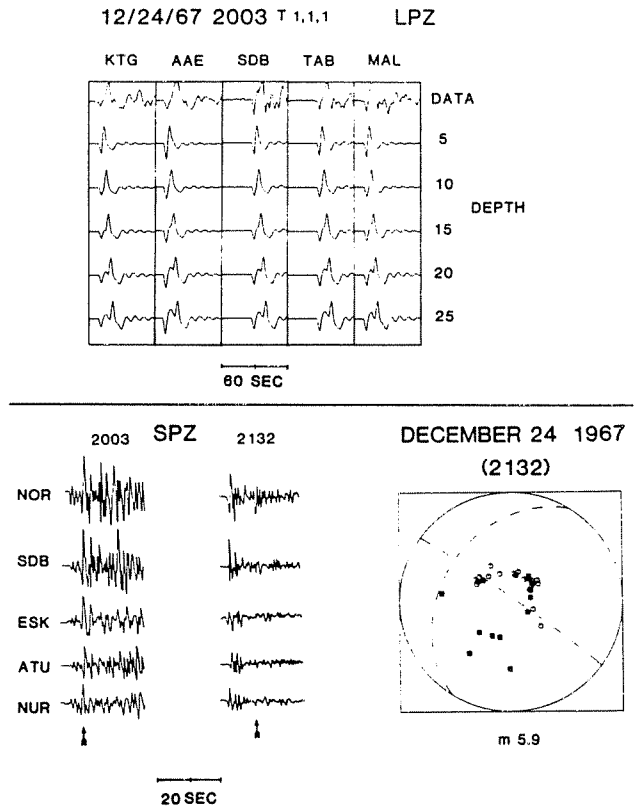 12/24/67 2003 T 1,1,1 LPZ
KTG AAE SDB TAB MAL
DATA
5
10
DEPTH
15
20
25
60 SEC
2003 SPZ 2132
NOR
SDB
ESK
ATU
NUR
20 SEC
DECEMBER 24 1967
(2132)
m 5.9